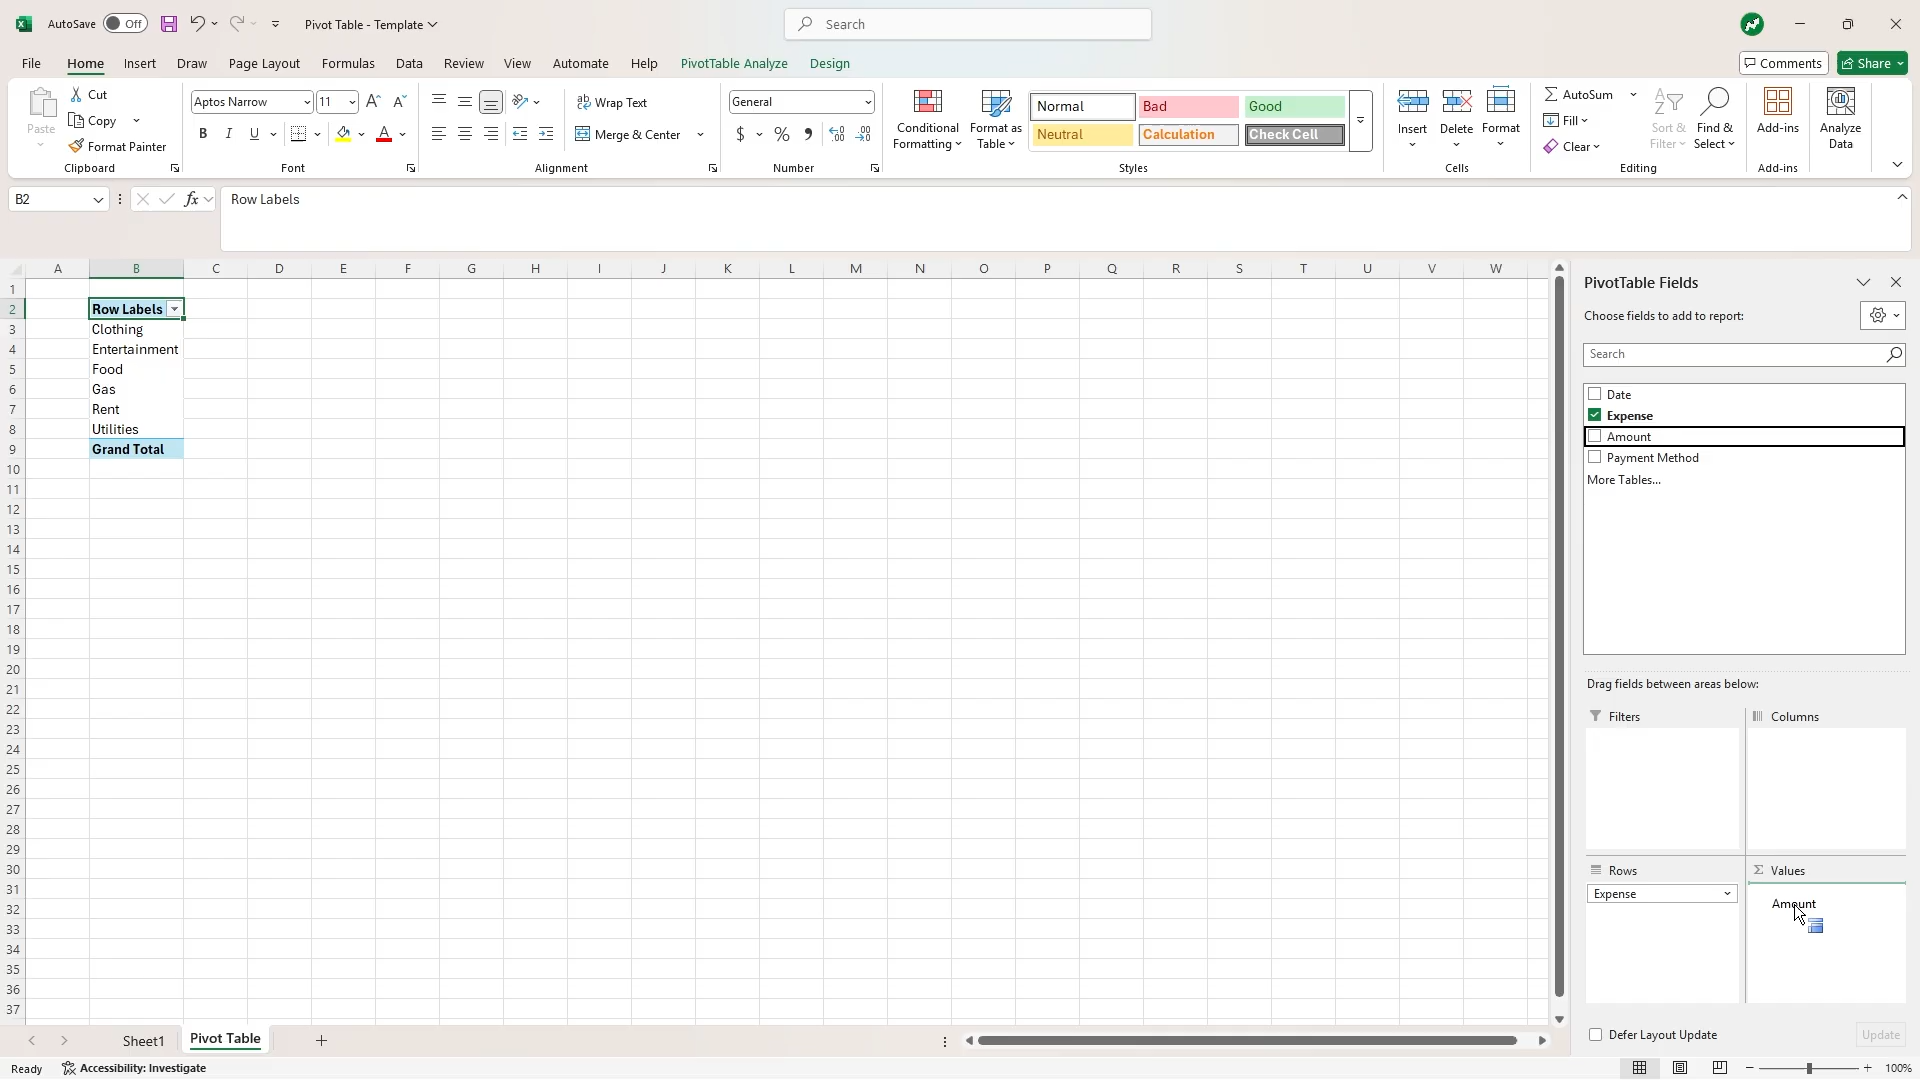 AutoSave Off Pivot Table - Template Search
File Home Insert Draw Page Layout Formulas Data Review View Automate Help PivotTable Analyze Design Comments Share
Paste Cut Copy Format Painter Clipboard
Aptos Narrow 11 B I U Font
Wrap Text Merge & Center Alignment
General $ % Number
Conditional Formatting Format as Table Normal Bad Good Neutral Calculation Check Cell Styles
Insert Delete Format Cells
AutoSum Fill Clear Sort & Filter Find & Select Editing
Add-ins Add-ins
Analyze Data
B2 fx Row Labels
A B C D E F G H I J K L M N O P Q R S T U V W
1
2 Row Labels
3 Clothing
4 Entertainment
5 Food
6 Gas
7 Rent
8 Utilities
9 Grand Total
10
11
12
13
14
15
16
17
18
19
20
21
22
23
24
25
26
27
28
29
30
31
32
33
34
35
36
37
PivotTable Fields
Choose fields to add to report:
Search
Date
Expense
Amount
Payment Method
More Tables...
Drag fields between areas below:
Filters Columns
Rows Σ Values
Expense
Amount
Defer Layout Update Update
Sheet1 Pivot Table
Ready Accessibility: Investigate 100%